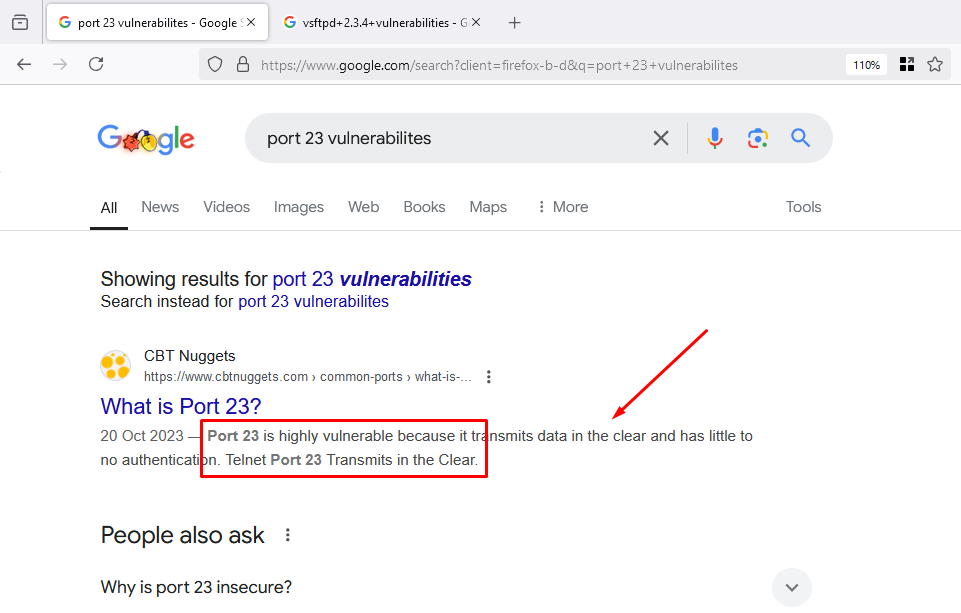 port 23 vulnerabilites - Google S
vsftpd+2.3.4+vulnerabilities - G
https://www.google.com/search?client=firefox-b-d&q=port+23+vulnerabilites
110%
Google
port 23 vulnerabilites
All News Videos Images Web Books Maps More Tools
Showing results for port 23 vulnerabilities
Search instead for port 23 vulnerabilites
CBT Nuggets
https://www.cbtnuggets.com › common-ports › what-is-...
What is Port 23?
20 Oct 2023 — Port 23 is highly vulnerable because it transmits data in the clear and has little to
no authentication. Telnet Port 23 Transmits in the Clear.
People also ask
Why is port 23 insecure?